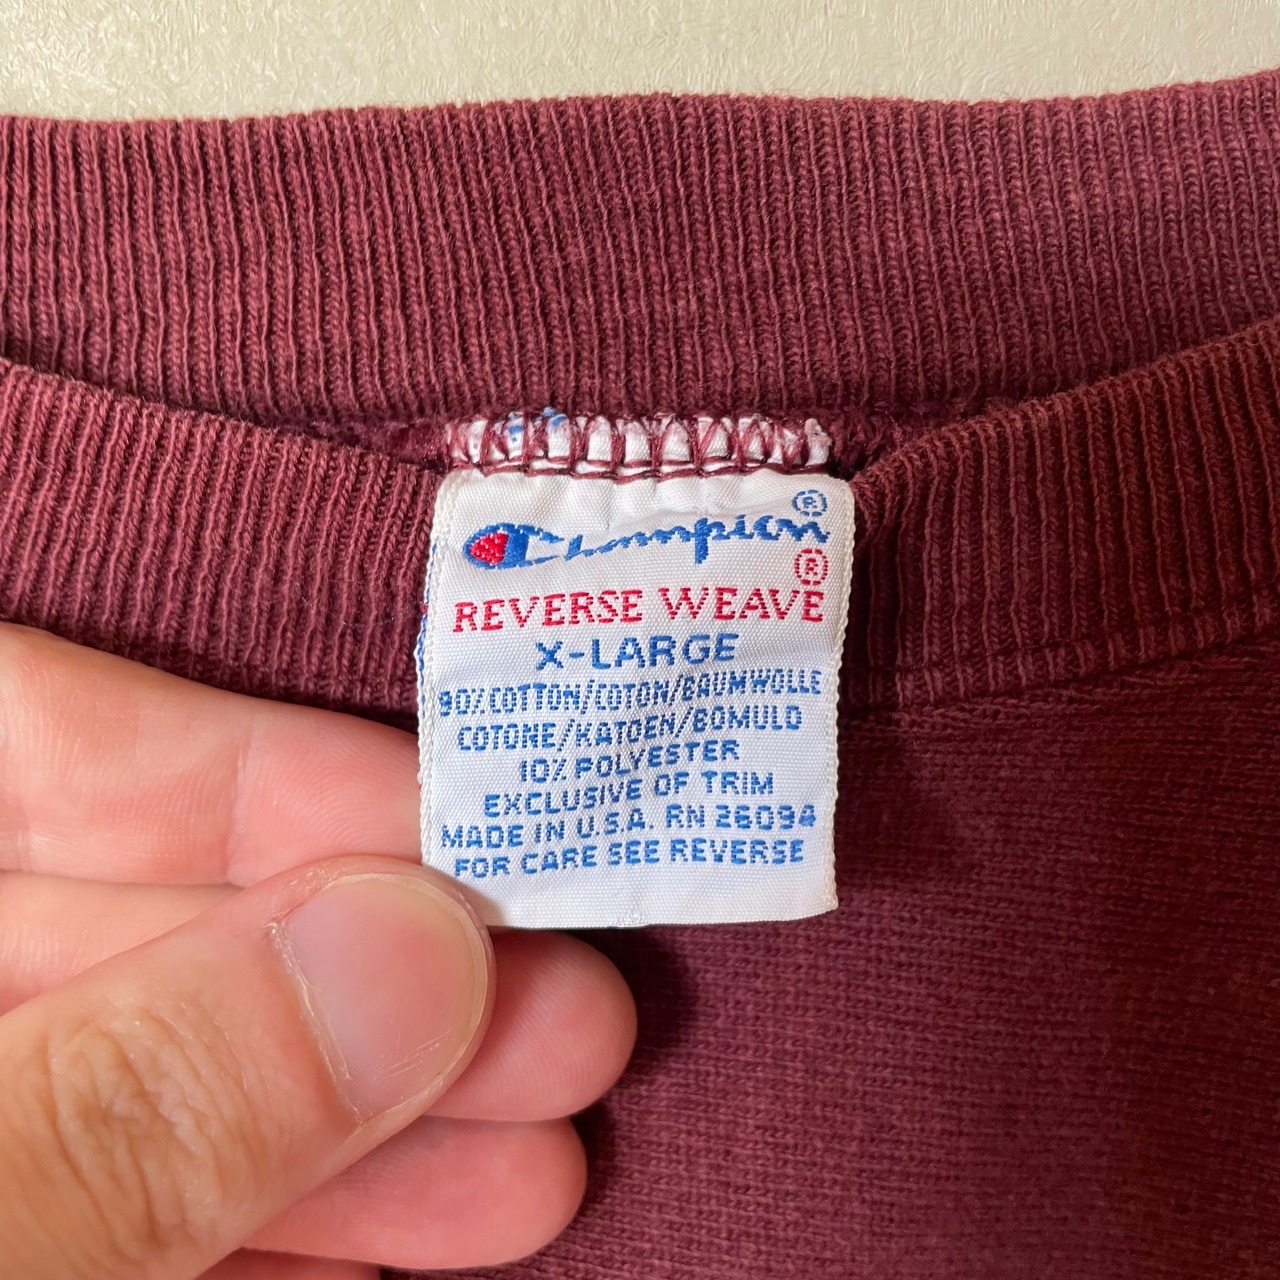 Champion®
®
REVERSE WEAVE
X-LARGE
90% COTTON/COTON/BAUMWOLLE
COTONE/KATOEN/BOMULD
10% POLYESTER
EXCLUSIVE OF TRIM
MADE IN U.S.A. RN 26094
FOR CARE SEE REVERSE